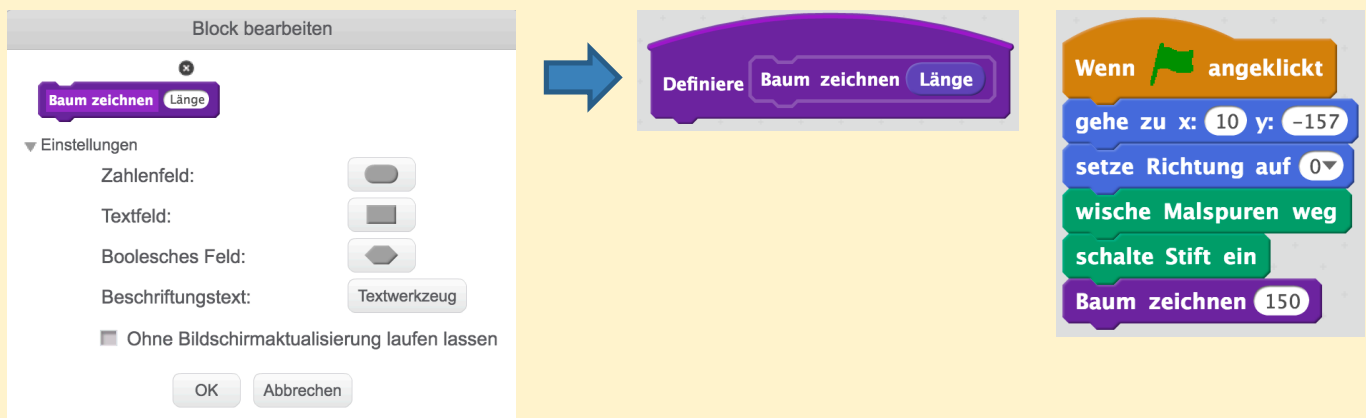 Block bearbeiten
Baum zeichnen Länge
Einstellungen
Zahlenfeld:
Textfeld:
Boolesches Feld:
Beschriftungstext: Textwerkzeug
Ohne Bildschirmaktualisierung laufen lassen
OK Abbrechen
Definiere Baum zeichnen Länge
Wenn angeklickt
gehe zu x: 10 y: -157
setze Richtung auf 0
wische Malspuren weg
schalte Stift ein
Baum zeichnen 150